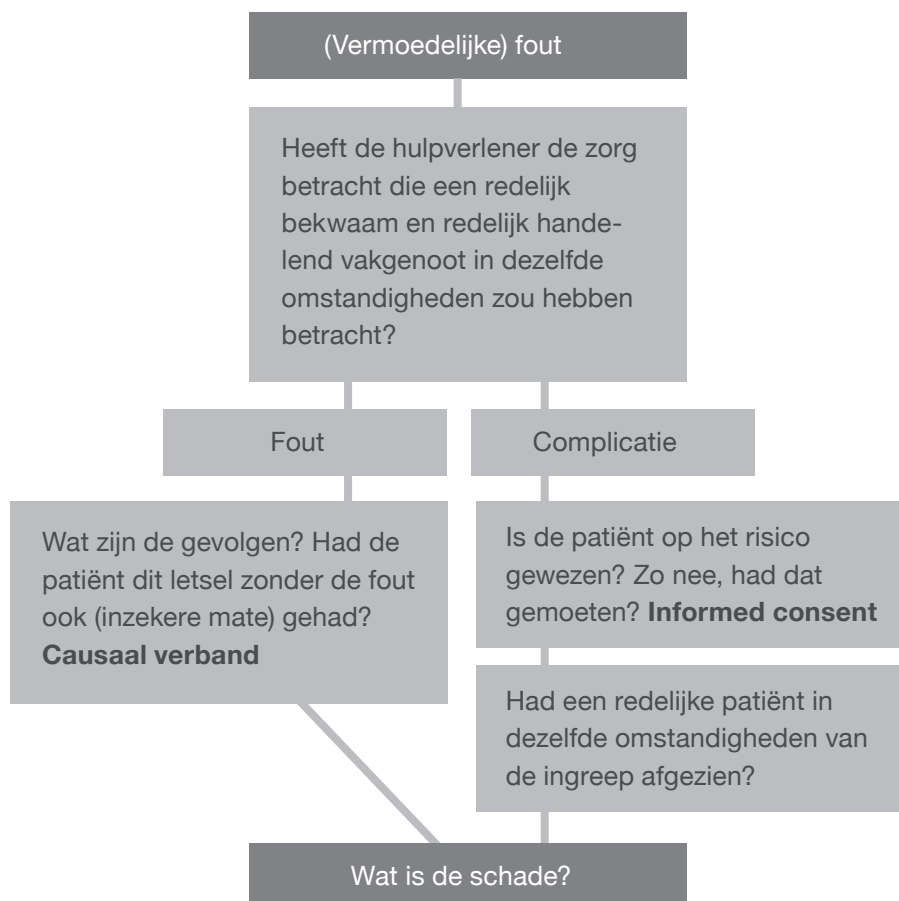 (Vermoedelijke) fout
Heeft de hulpverlener de zorg
betracht die een redelijk
bekwaam en redelijk hande-
lend vakgenoot in dezelfde
omstandigheden zou hebben
betracht?
Fout
Complicatie
Wat zijn de gevolgen? Had de
patiënt dit letsel zonder de fout
ook (inzekere mate) gehad?
Causaal verband
Is de patiënt op het risico
gewezen? Zo nee, had dat
gemoeten? Informed consent
Had een redelijke patiënt in
dezelfde omstandigheden van
de ingreep afgezien?
Wat is de schade?